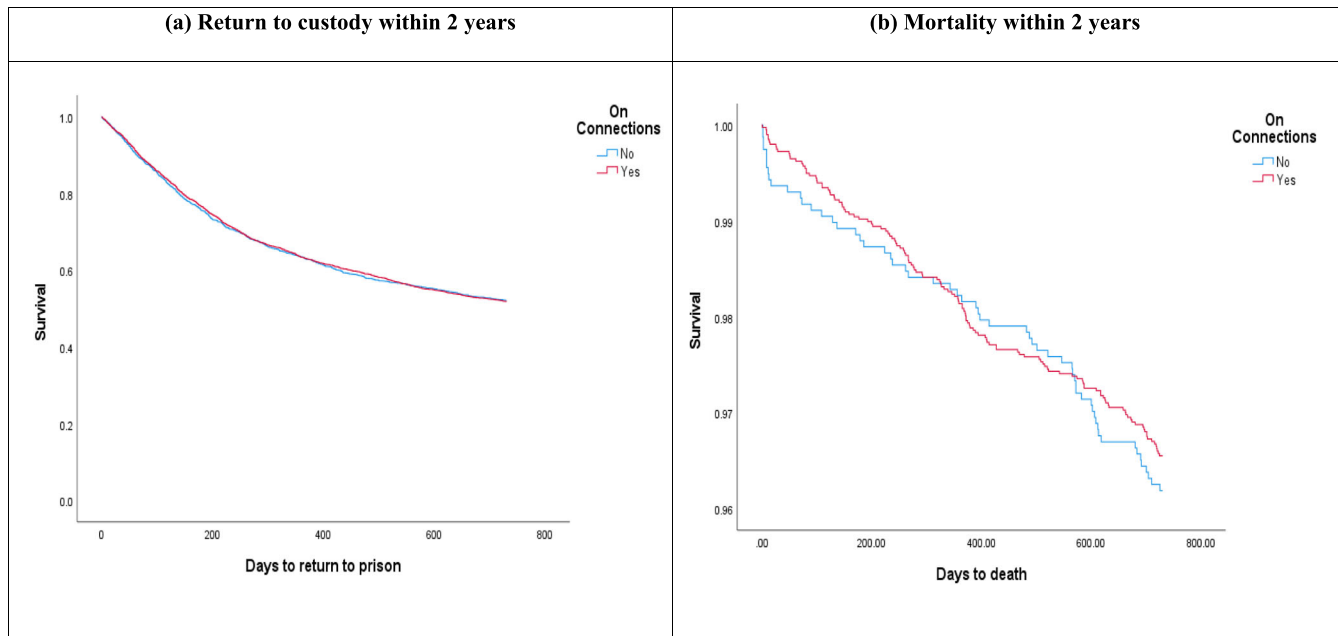 (a) Return to custody within 2 years
(b) Mortality within 2 years
1.0
0.8
0.6
0.4
0.2
0.0
Survival
0
200
400
600
800
Days to return to prison
On
Connections
No
Yes
1.00
0.99
0.98
0.97
0.96
Survival
.00
200.00
400.00
600.00
800.00
Days to death
On
Connections
No
Yes